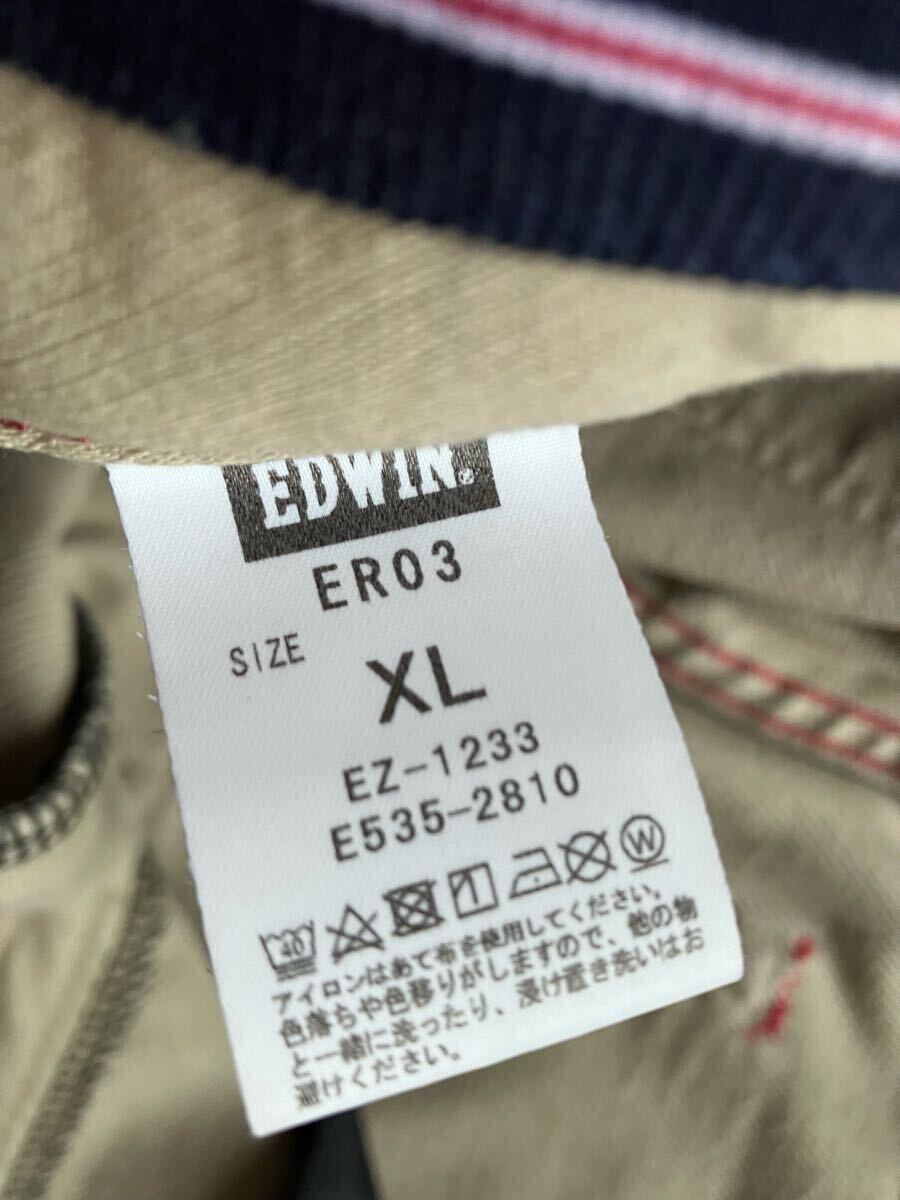 EDWIN®
ER03
SIZE
XL
EZ-1233
E535-2810
40 W
アイロンはあて布を使用してください。
色落ちや色移りがしますので、他の物
と一緒に洗ったり、浸け置き洗いはお
避けください。